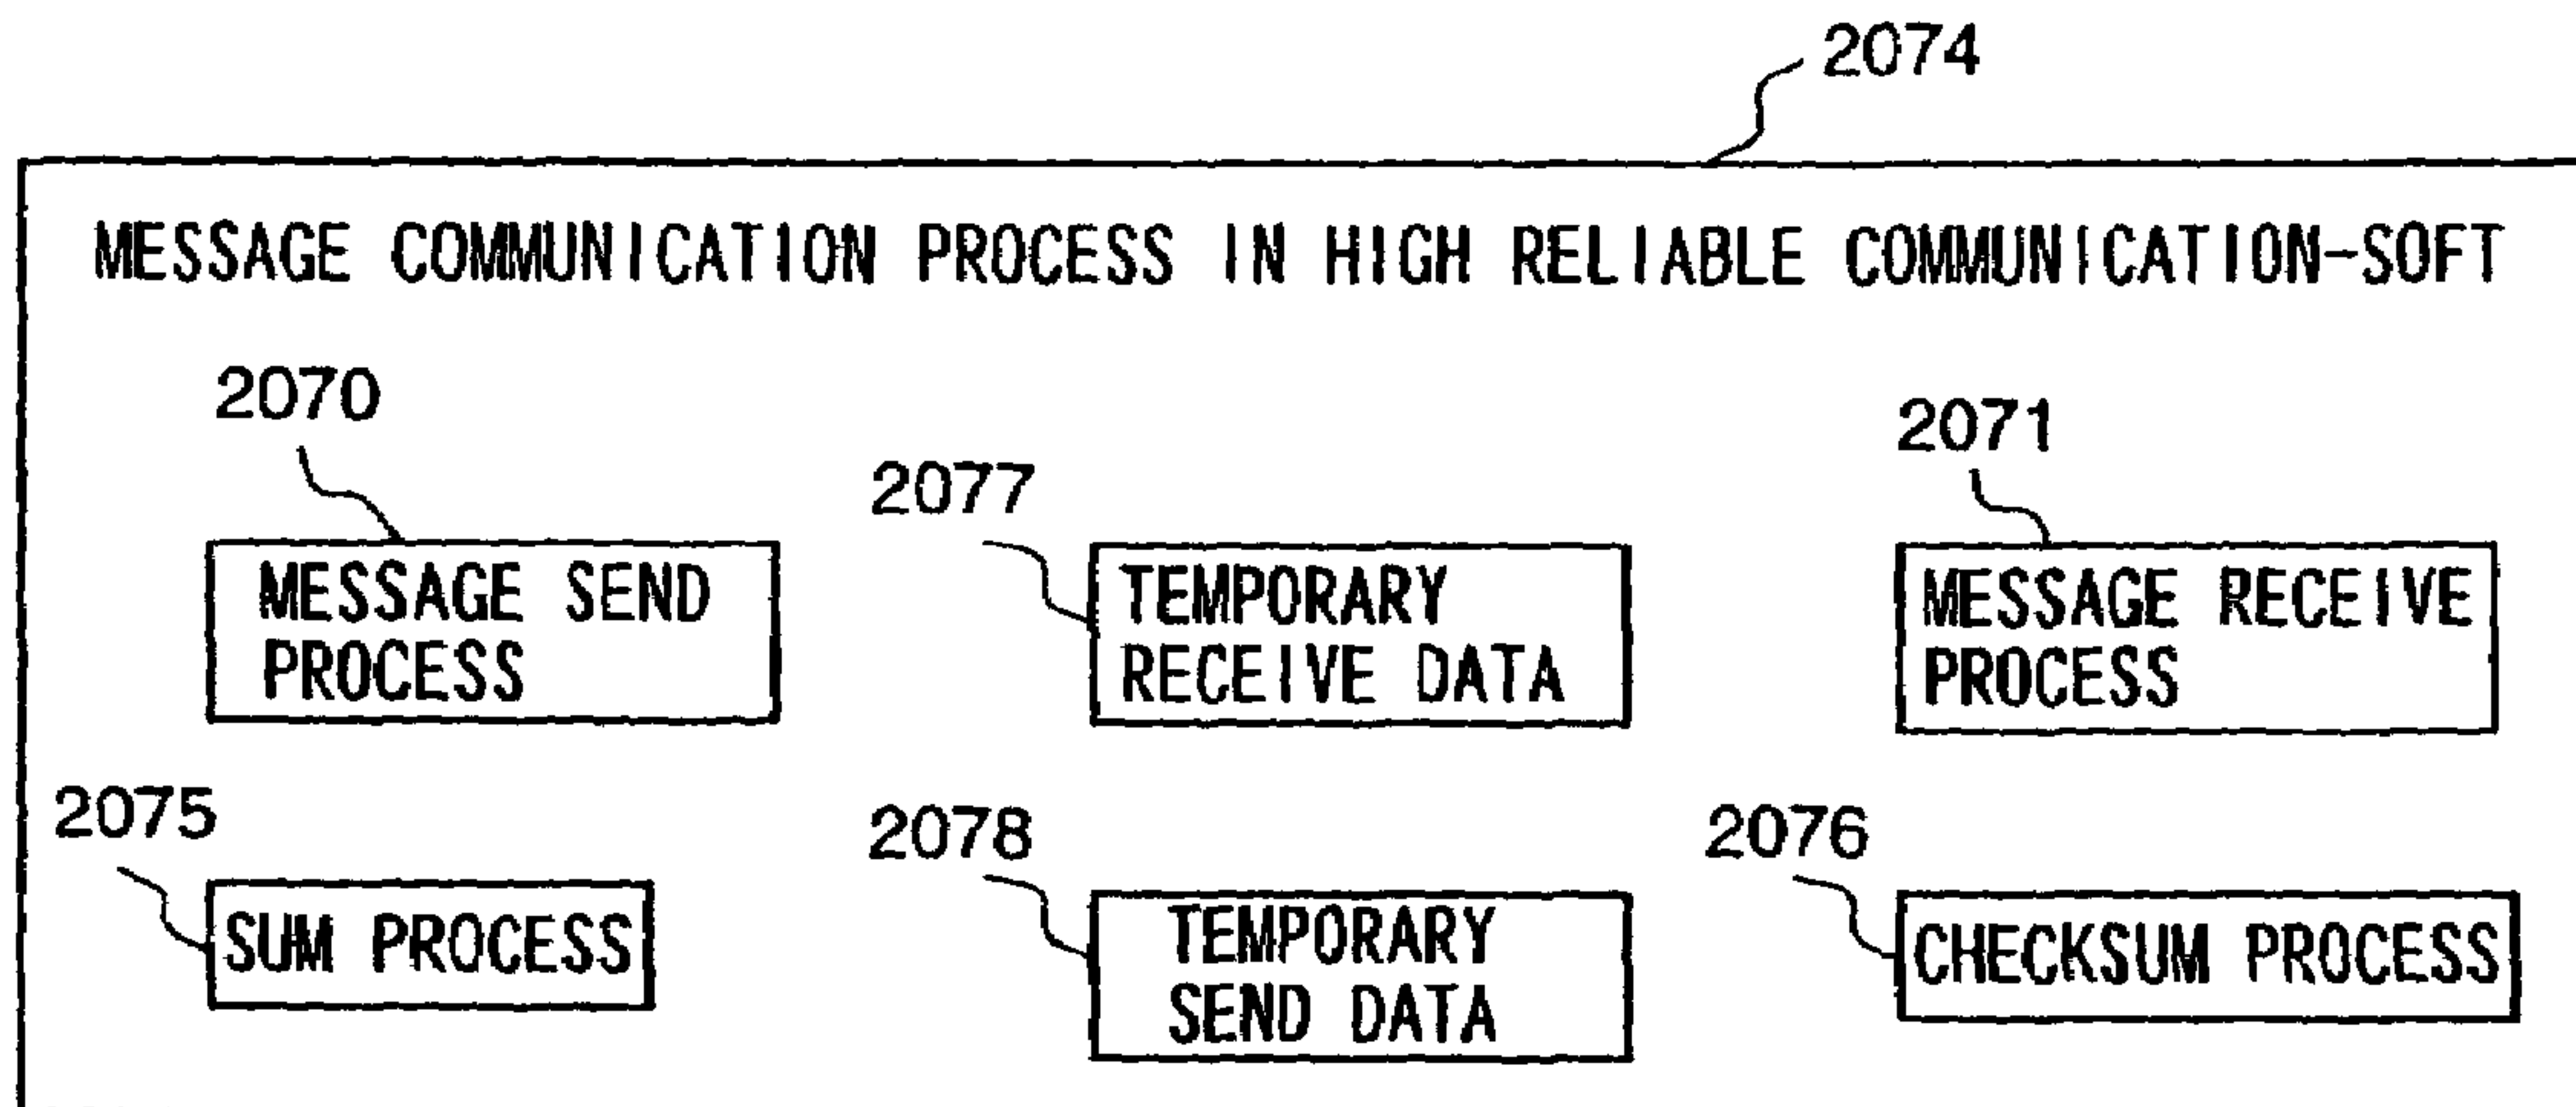 2074
MESSAGE COMMUNICATION PROCESS IN HIGH RELIABLE COMMUNICATION-SOFT
2070
2077
2071
MESSAGE SEND
PROCESS
TEMPORARY
RECEIVE DATA
MESSAGE RECEIVE
PROCESS
2075
2078
2076
SUM PROCESS
TEMPORARY
SEND DATA
CHECKSUM PROCESS